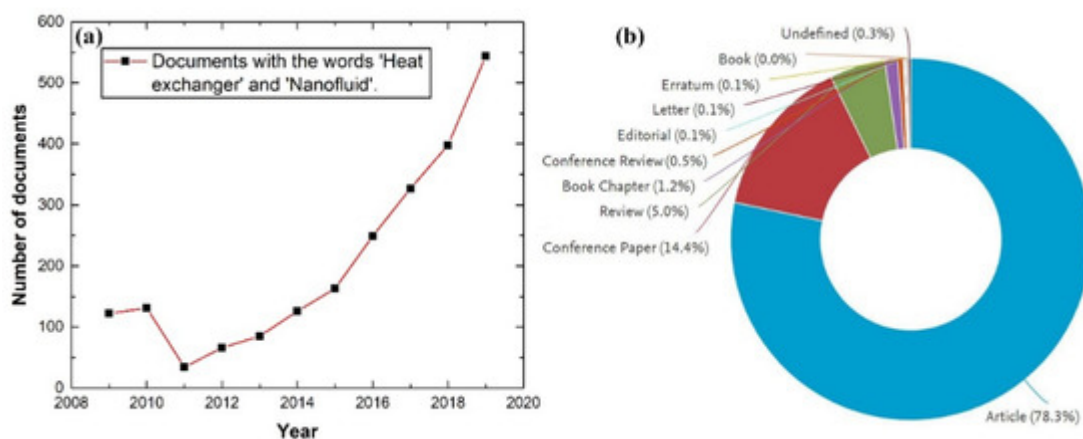 (a)
Documents with the words 'Heat
exchanger' and 'Nanofluid'.
Number of documents
600
500
400
300
200
100
0
2008
2010
2012
2014
2016
2018
2020
Year
(b)
Undefined (0.3%)
Book (0.0%)
Erratum (0.1%)
Letter (0.1%)
Editorial (0.1%)
Conference Review (0.5%)
Book Chapter (1.2%)
Review (5.0%)
Conference Paper (14.4%)
Article (78.3%)